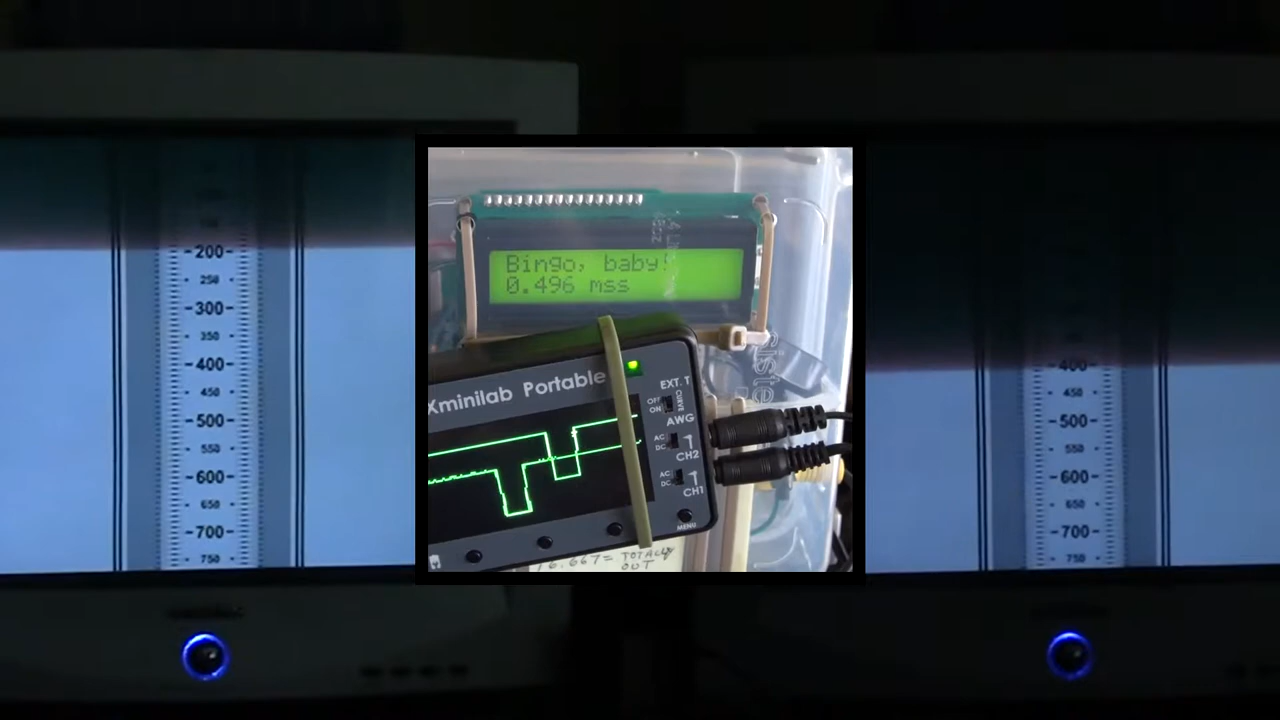 200
250
300
350
400
450
500
550
600
650
700
750
Bingo, baby!
0.496 mss
Xminilab Portable
EXT. T
OFF
ON
CURVE
AWG
AC
DC
CH2
AC
DC
CH1
MENU
16.667= TOTALLY
OUT
400
450
500
550
600
650
700
750